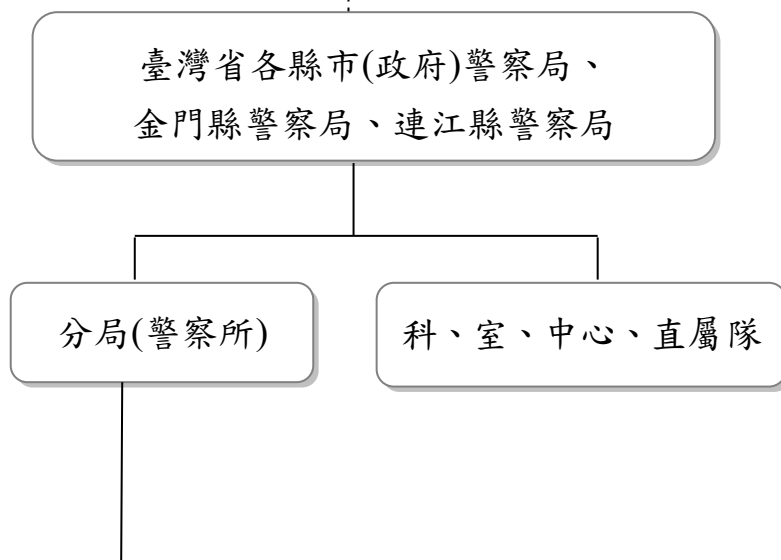 臺灣省各縣市(政府)警察局、
金門縣警察局、連江縣警察局
分局(警察所)
科、室、中心、直屬隊